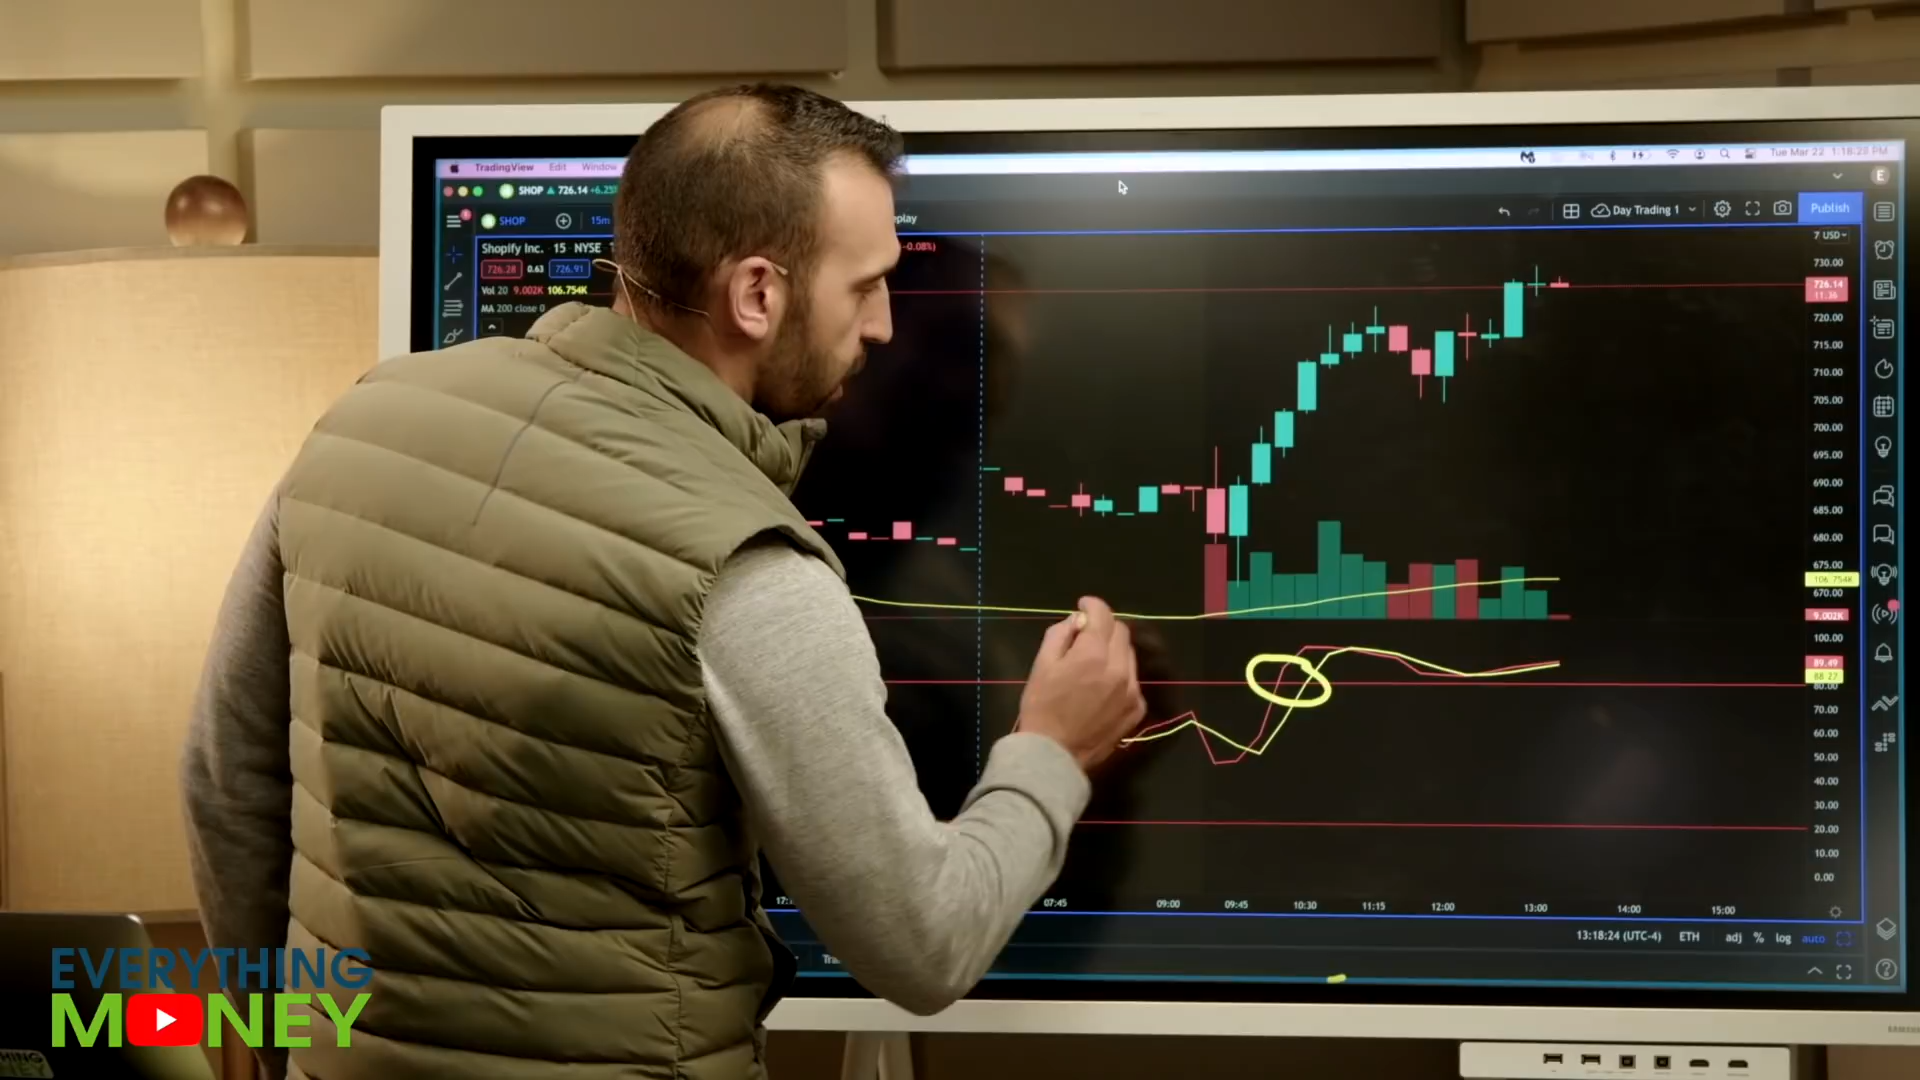 TradingView Edit Window
Tue Mar 22 1:18:28 PM
SHOP 726.14
E
SHOP 15m
Day Trading 1
Publish
Shopify Inc. 15 NYSE
-0.08%)
USD
726.28 0.63 726.91
Vol 20 9.002K 106.754K
MA 200 close 0
730.00
726.14
720.00
715.00
710.00
705.00
700.00
695.00
690.00
685.00
680.00
675.00
106.754K
670.00
9.002K
100.00
89.49
88.27
80.00
70.00
60.00
50.00
40.00
30.00
20.00
10.00
0.00
07:45 09:00 09:45 10:30 11:15 12:00 13:00 14:00 15:00
13:18:24 (UTC-4) ETH adj % log auto
SAMSUNG
EVERYTHING
MONEY